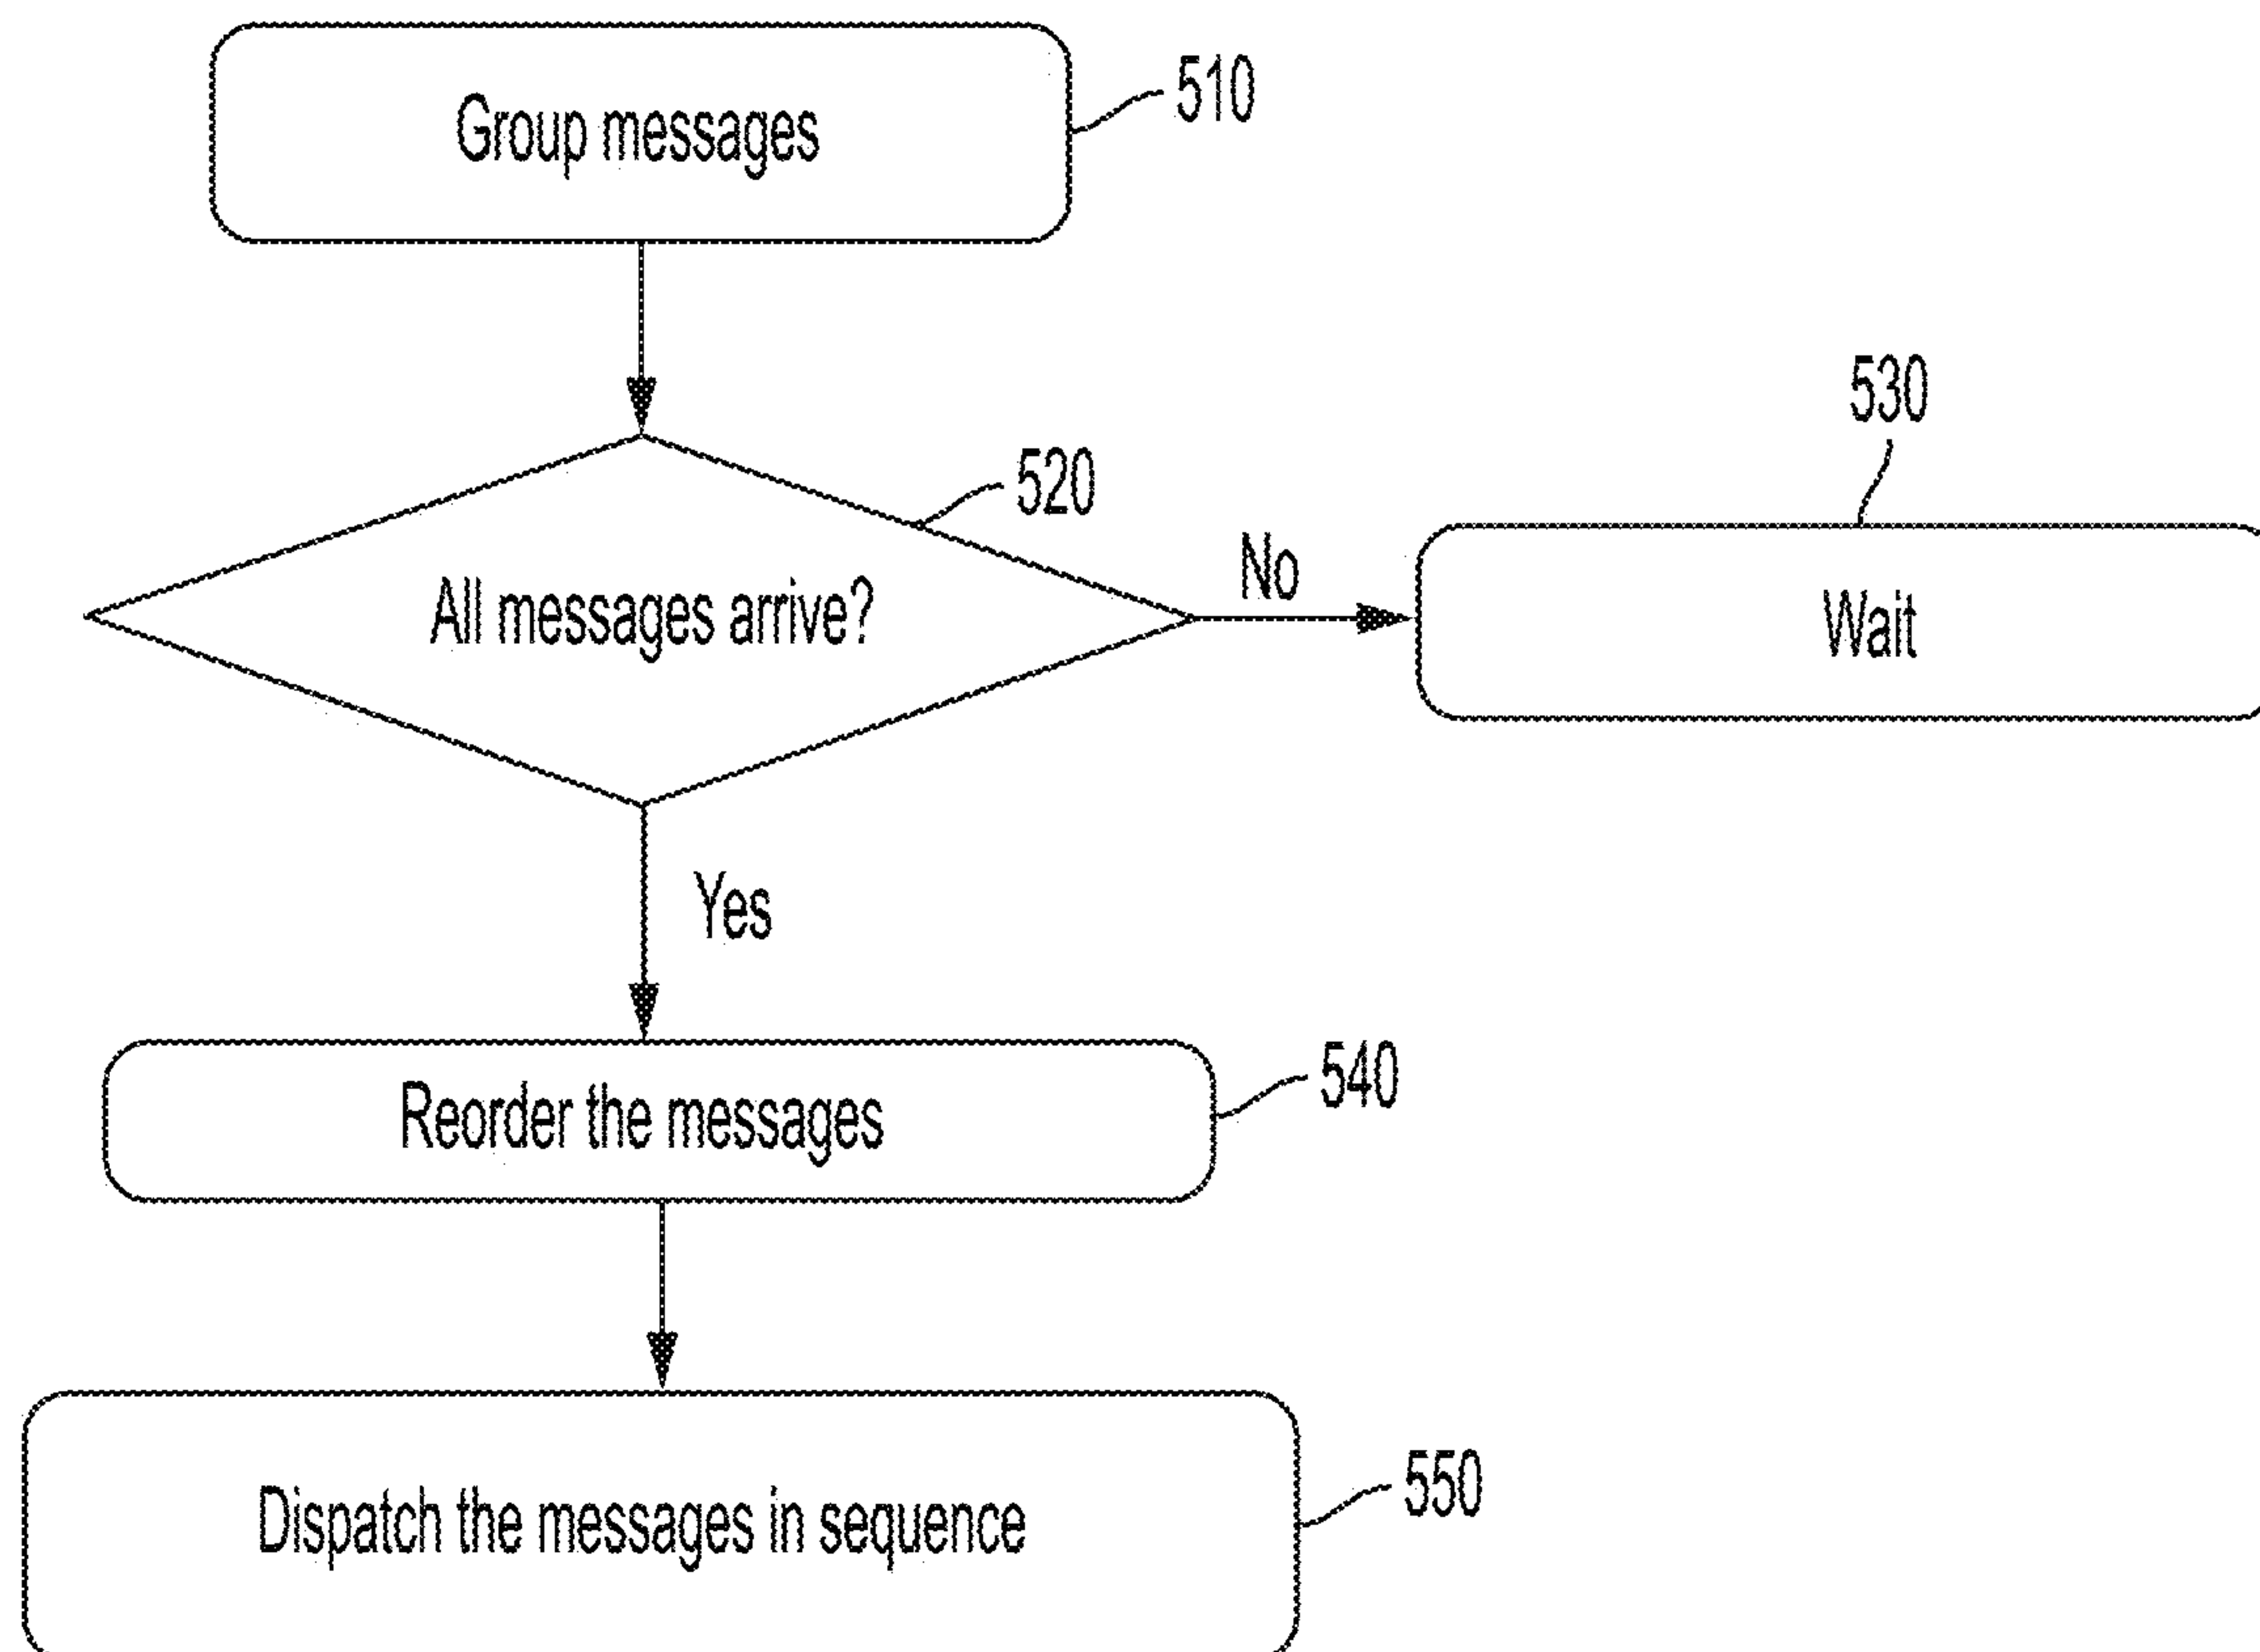 Group messages
510
520
530
All messages arrive?
No
Wait
Yes
Reorder the messages
540
Dispatch the messages in sequence
550